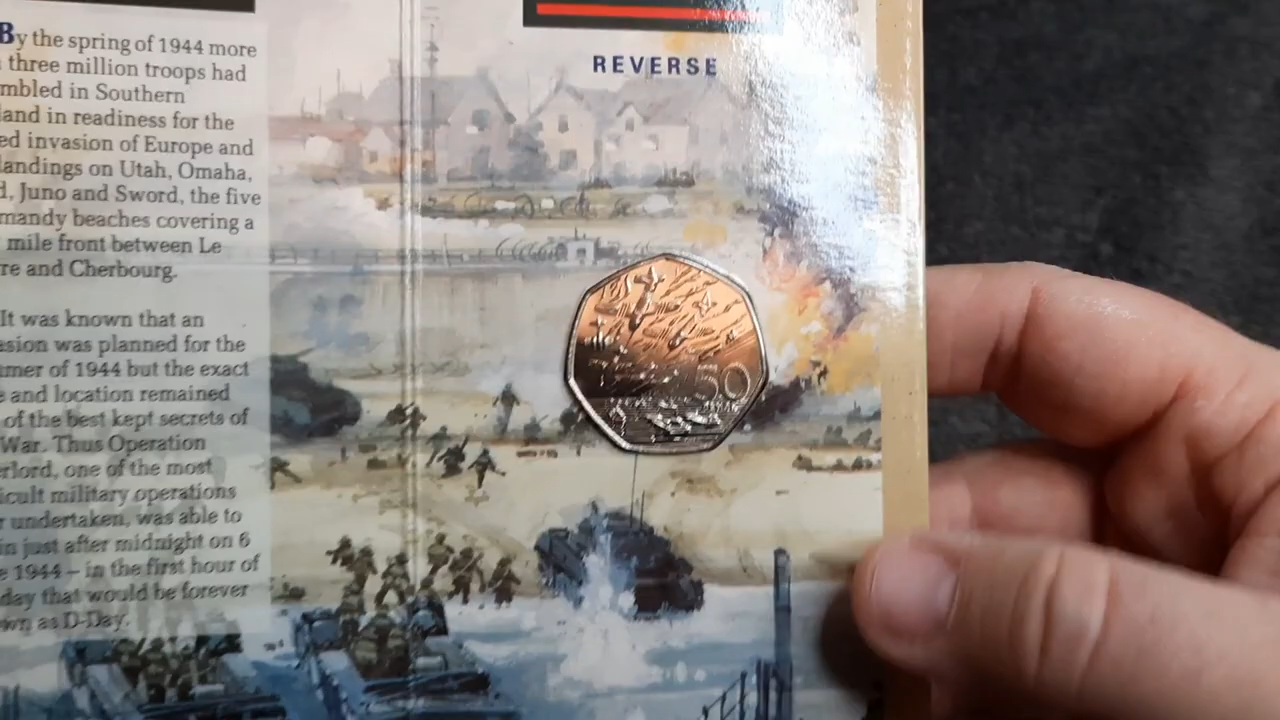 By the spring of 1944 more
three million troops had
mbled in Southern
land in readiness for the
ed invasion of Europe and
landings on Utah, Omaha,
d, Juno and Sword, the five
mandy beaches covering a
mile front between Le
re and Cherbourg.
It was known that an
asion was planned for the
mer of 1944 but the exact
e and location remained
of the best kept secrets of
War. Thus Operation
erlord, one of the most
icult military operations
r undertaken, was able to
in just after midnight on 6
e 1944 – in the first hour of
day that would be forever
wn as D-Day.
REVERSE
50